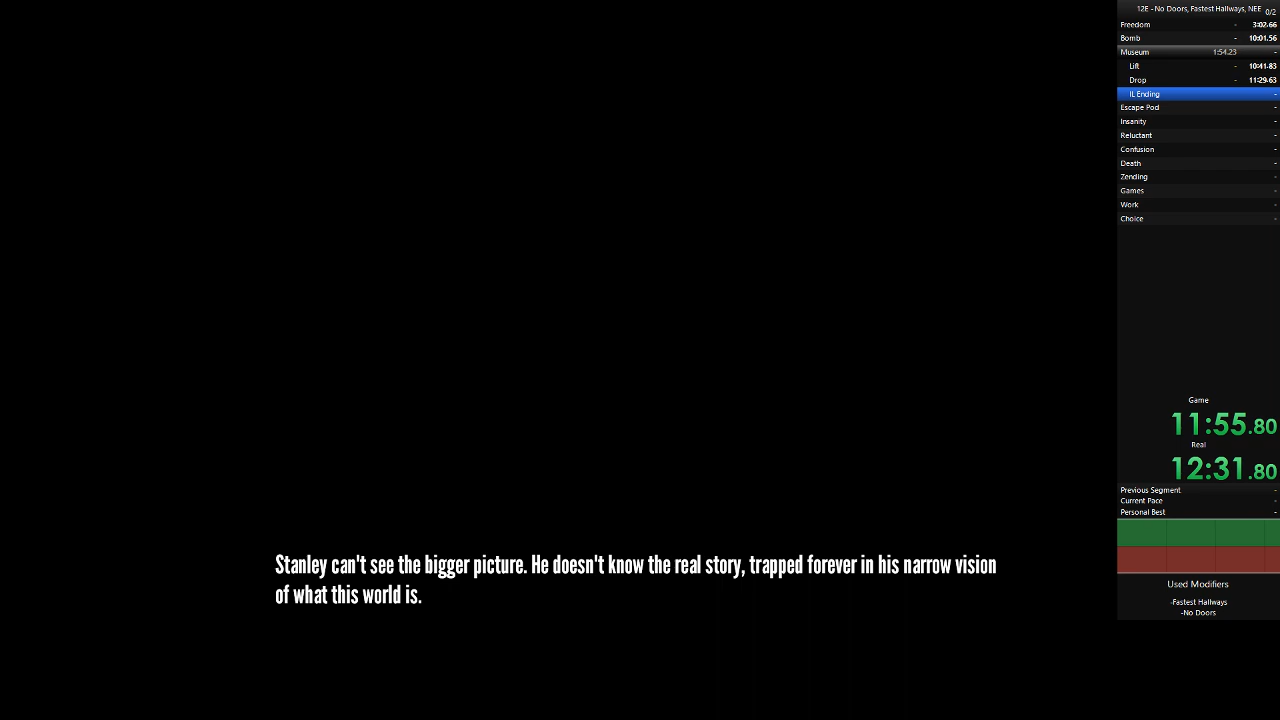 12E - No Doors, Fastest Hallways, NEE 0/2
Freedom - 3:02.66
Bomb - 10:01.56
Museum 1:54.23 -
Lift - 10:41.83
Drop - 11:29.63
IL Ending -
Escape Pod -
Insanity -
Reluctant -
Confusion -
Death -
Zending -
Games -
Work -
Choice -
Game
11:55.80
Real
12:31.80
Previous Segment -
Current Pace -
Personal Best -
Stanley can't see the bigger picture. He doesn't know the real story, trapped forever in his narrow vision
of what this world is.
Used Modifiers
-Fastest Hallways
-No Doors